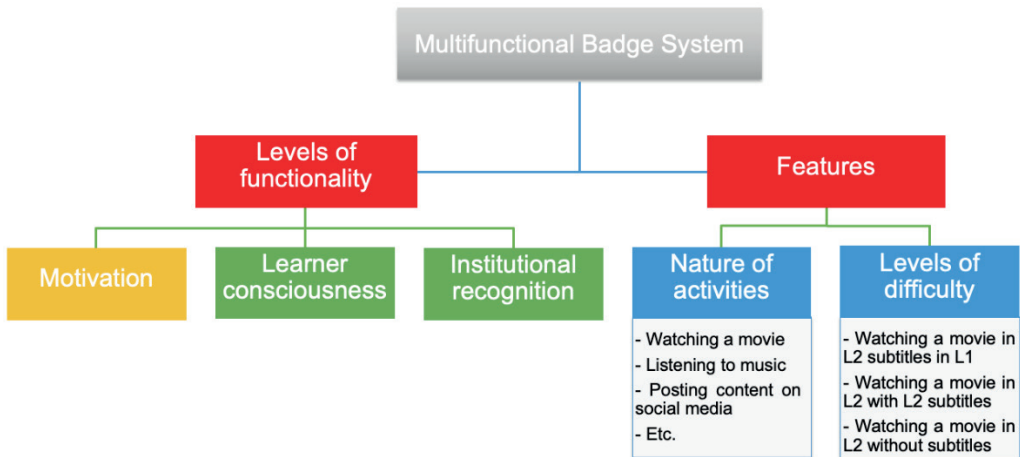 Multifunctional Badge System
Levels of
functionality
Features
Motivation
Learner
consciousness
Institutional
recognition
Nature of
activities
- Watching a movie
- Listening to music
- Posting content on
social media
- Etc.
Levels of
difficulty
- Watching a movie in
L2 subtitles in L1
- Watching a movie in
L2 with L2 subtitles
- Watching a movie in
L2 without subtitles